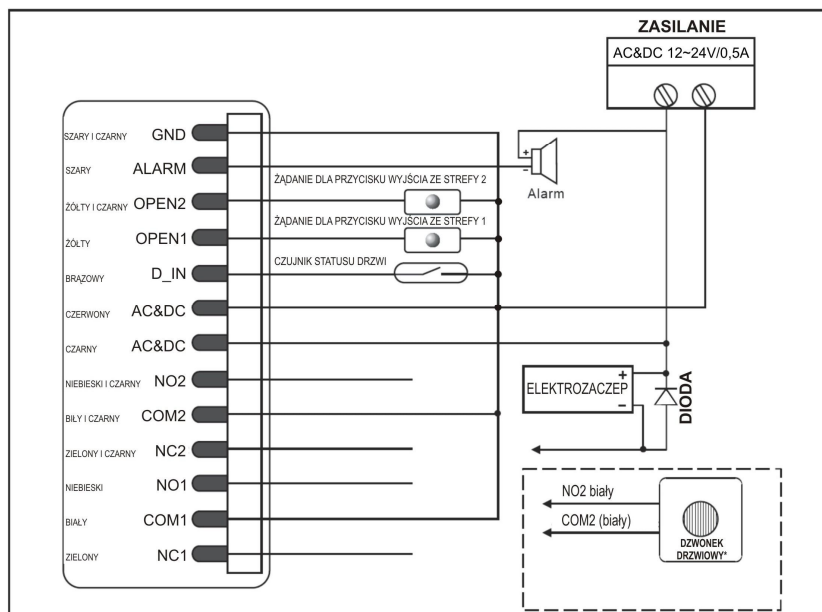 ZASILANIE
AC&DC 12~24V/0,5A
SZARY I CZARNY GND
SZARY ALARM
Alarm
ŻĄDANIE DLA PRZYCISKU WYJŚCIA ZE STREFY 2
ŻÓŁTY I CZARNY OPEN2
ŻĄDANIE DLA PRZYCISKU WYJŚCIA ZE STREFY 1
ŻÓŁTY OPEN1
CZUJNIK STATUSU DRZWI
BRĄZOWY D_IN
CZERWONY AC&DC
CZARNY AC&DC
NIEBIESKI I CZARNY NO2
BIŁY I CZARNY COM2
ZIELONY I CZARNY NC2
NIEBIESKI NO1
BIAŁY COM1
ZIELONY NC1
+
-
+
ELEKTROZACZEP
-
DIODA
NO2 biały
COM2 (biały)
DZWONEK
DRZWIOWY*